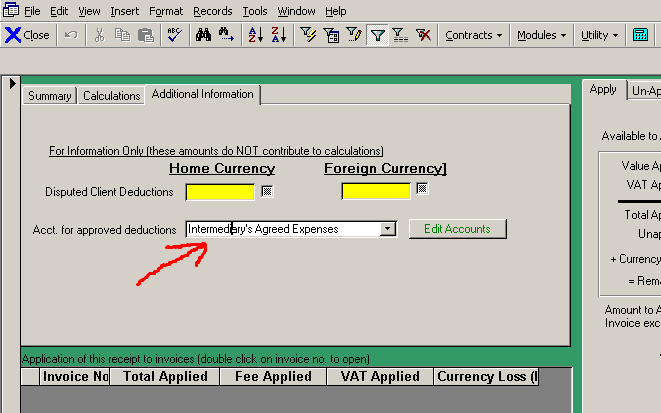 File Edit Insert Format Records Tools Window Help
Close Contracts Modules Utility
Summary Calculations Additional Information
Apply Un-Ap
For Information Only (these amounts do NOT contribute to calculations)
Available to
Home Currency Foreign Currency]
Value Ap
Disputed Client Deductions
VAT Ap
Total Ap
Acct. for approved deductions Intermediary's Agreed Expenses Edit Accounts
Unap
+ Currency
= Rema
Amount to A
Invoice exc
Application of this receipt to invoices (double click on invoice no. to open)
Invoice No Total Applied Fee Applied VAT Applied Currency Loss (